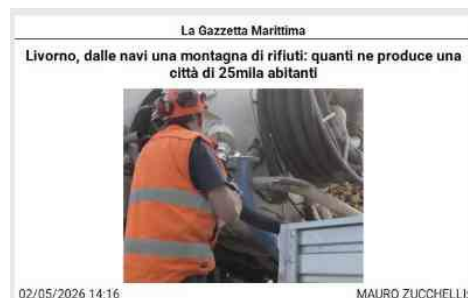 La Gazzetta Marittima
Livorno, dalle navi una montagna di rifiuti: quanti ne produce una
città di 25mila abitanti
02/05/2026 14:16
MAURO ZUCCHELLI: